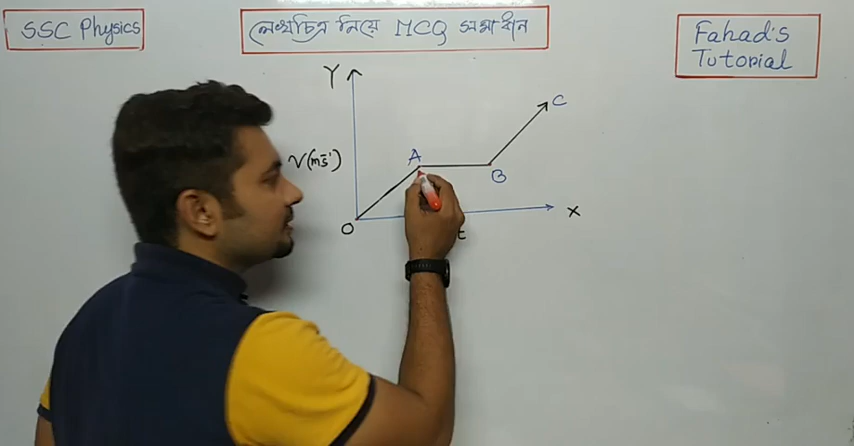 SSC Physics
লেখচিত্র নিয়ে MCQ সমাধান
Fahad's
Tutorial
Y
V(ms⁻¹)
A
B
C
O
t
X